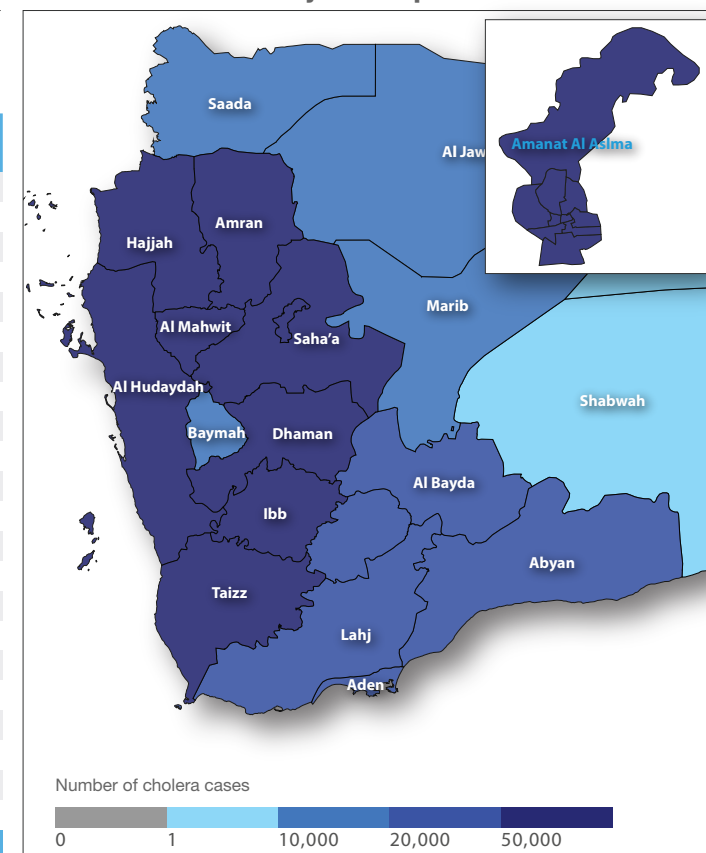 Saada
Al Jaw
Amanat Al Aslma
Amran
Hajjah
Marib
Al Mahwit
Saha’a
Al Hudaydah
Shabwah
Baymah
Dhaman
Al Bayda
Ibb
Abyan
Taizz
Lahj
Aden
Number of cholera cases
0 1 10,000 20,000 50,000